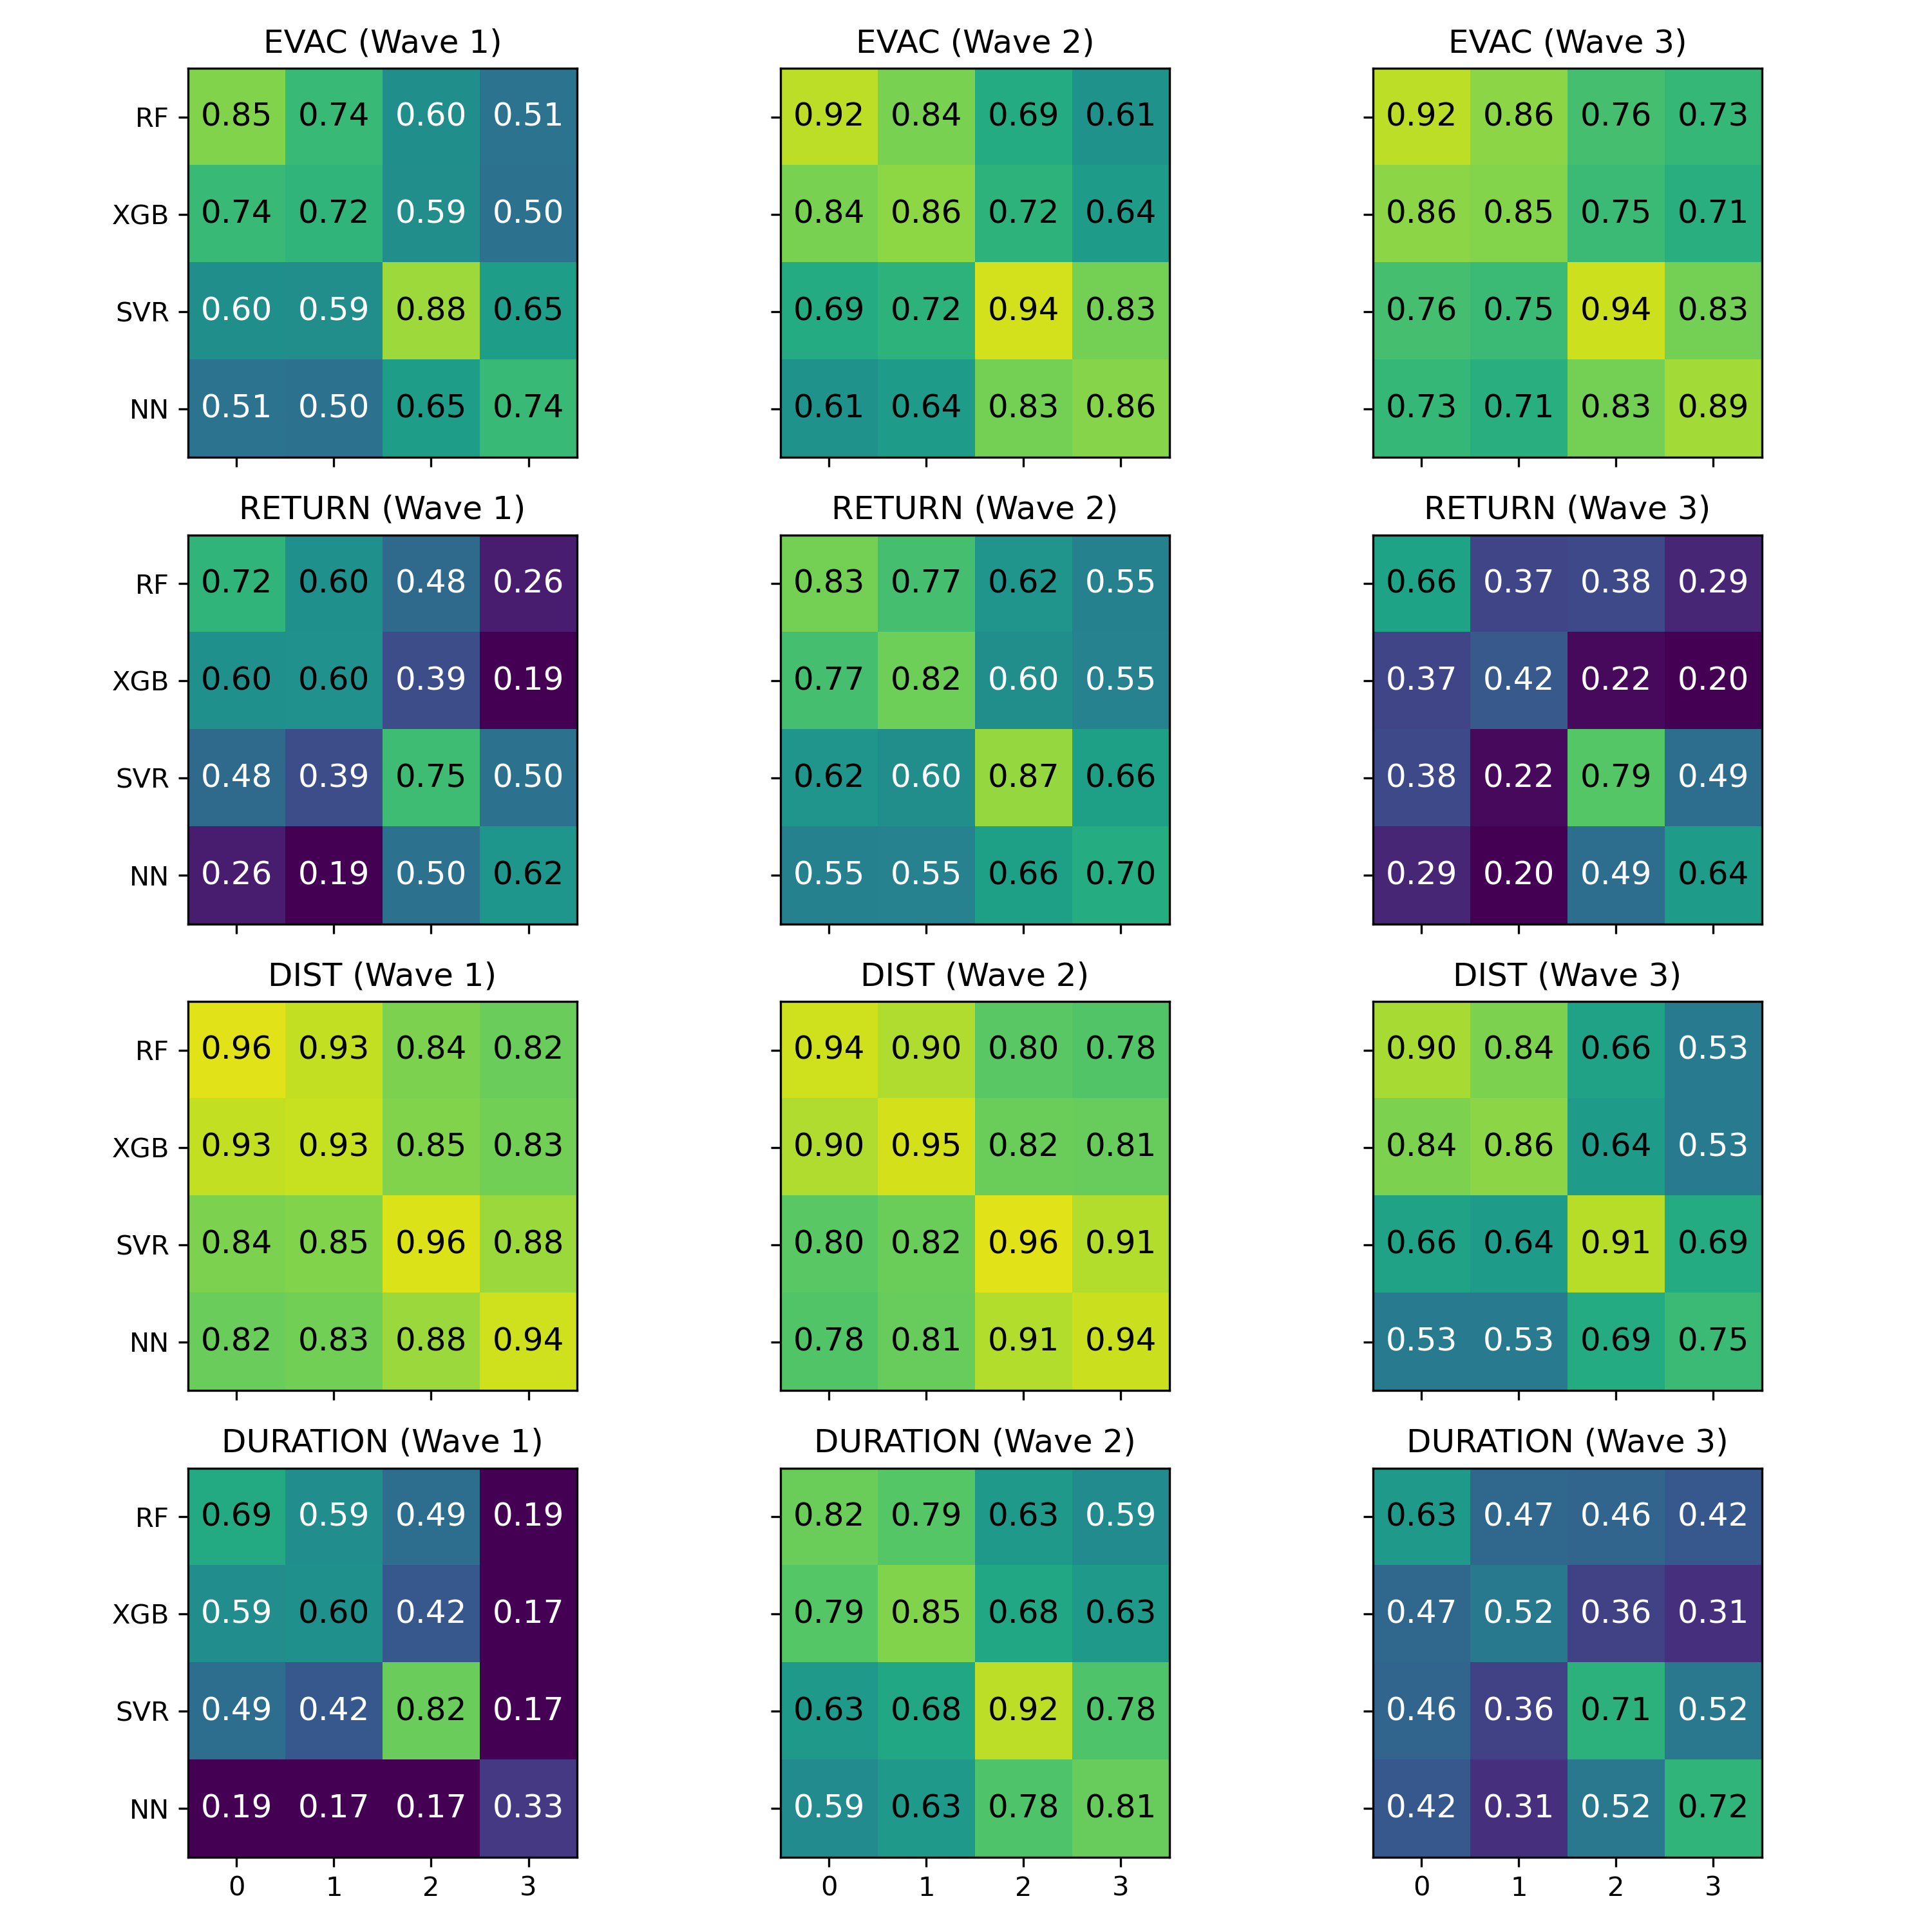 EVAC (Wave 1) EVAC (Wave 2) EVAC (Wave 3)
RF 0.85 0.74 0.60 0.51 0.92 0.84 0.69 0.61 0.92 0.86 0.76 0.73
XGB 0.74 0.72 0.59 0.50 0.84 0.86 0.72 0.64 0.86 0.85 0.75 0.71
SVR 0.60 0.59 0.88 0.65 0.69 0.72 0.94 0.83 0.76 0.75 0.94 0.83
NN 0.51 0.50 0.65 0.74 0.61 0.64 0.83 0.86 0.73 0.71 0.83 0.89
RETURN (Wave 1) RETURN (Wave 2) RETURN (Wave 3)
RF 0.72 0.60 0.48 0.26 0.83 0.77 0.62 0.55 0.66 0.37 0.38 0.29
XGB 0.60 0.60 0.39 0.19 0.77 0.82 0.60 0.55 0.37 0.42 0.22 0.20
SVR 0.48 0.39 0.75 0.50 0.62 0.60 0.87 0.66 0.38 0.22 0.79 0.49
NN 0.26 0.19 0.50 0.62 0.55 0.55 0.66 0.70 0.29 0.20 0.49 0.64
DIST (Wave 1) DIST (Wave 2) DIST (Wave 3)
RF 0.96 0.93 0.84 0.82 0.94 0.90 0.80 0.78 0.90 0.84 0.66 0.53
XGB 0.93 0.93 0.85 0.83 0.90 0.95 0.82 0.81 0.84 0.86 0.64 0.53
SVR 0.84 0.85 0.96 0.88 0.80 0.82 0.96 0.91 0.66 0.64 0.91 0.69
NN 0.82 0.83 0.88 0.94 0.78 0.81 0.91 0.94 0.53 0.53 0.69 0.75
DURATION (Wave 1) DURATION (Wave 2) DURATION (Wave 3)
RF 0.69 0.59 0.49 0.19 0.82 0.79 0.63 0.59 0.63 0.47 0.46 0.42
XGB 0.59 0.60 0.42 0.17 0.79 0.85 0.68 0.63 0.47 0.52 0.36 0.31
SVR 0.49 0.42 0.82 0.17 0.63 0.68 0.92 0.78 0.46 0.36 0.71 0.52
NN 0.19 0.17 0.17 0.33 0.59 0.63 0.78 0.81 0.42 0.31 0.52 0.72
0 1 2 3 0 1 2 3 0 1 2 3